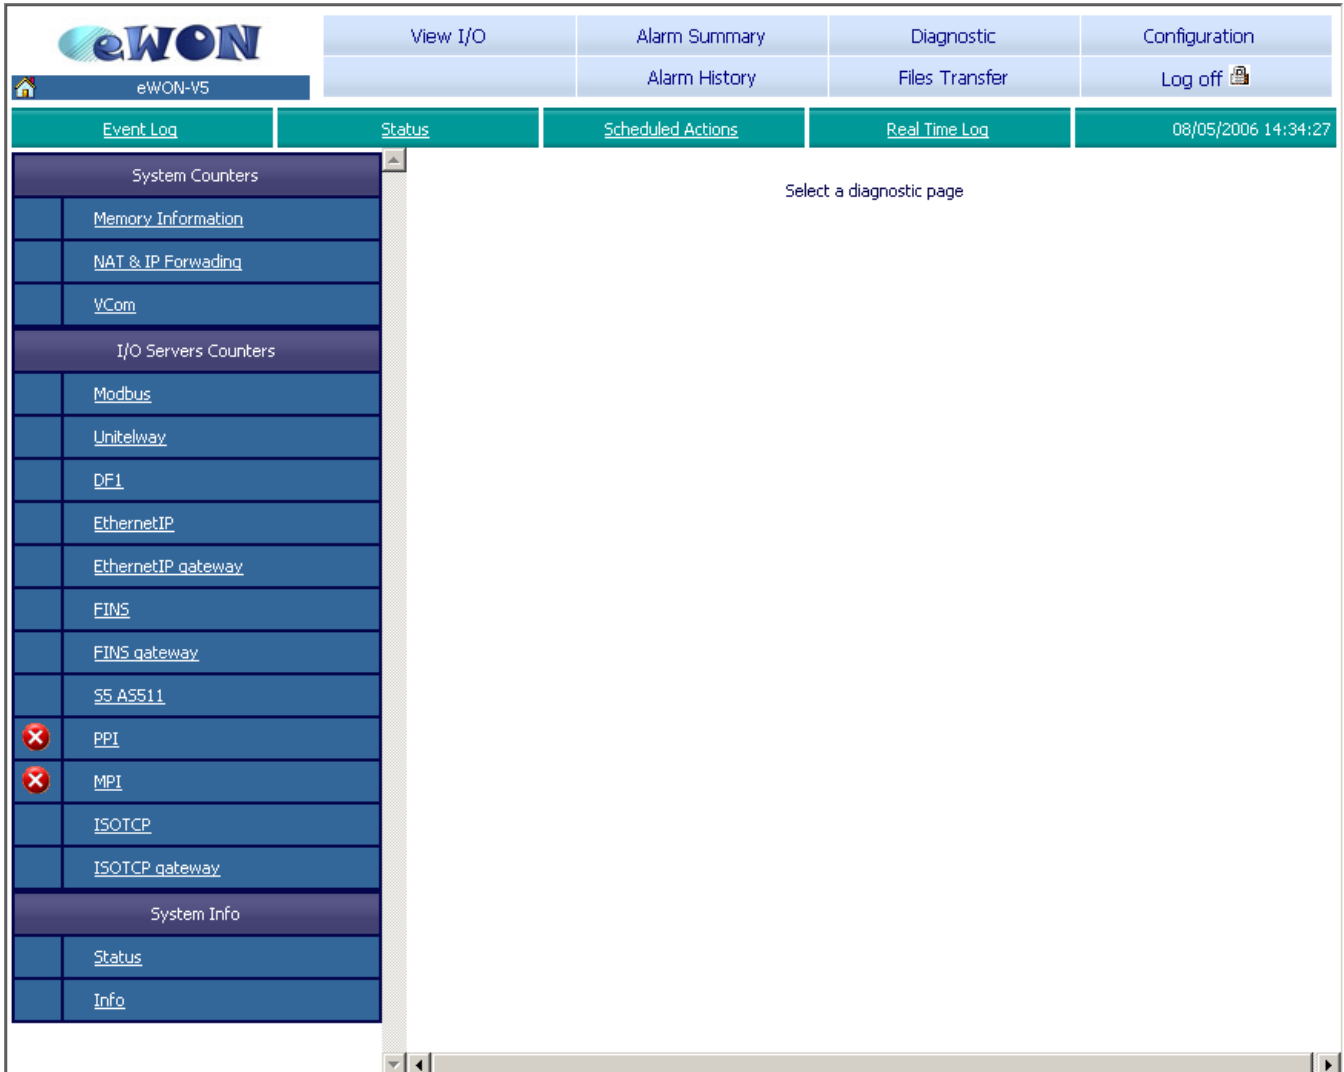 eWON
View I/O
Alarm Summary
Diagnostic
Configuration
eWON-V5
Alarm History
Files Transfer
Log off
Event Log
Status
Scheduled Actions
Real Time Log
08/05/2006 14:34:27
System Counters
Select a diagnostic page
Memory Information
NAT & IP Forwading
VCom
I/O Servers Counters
Modbus
Unitelway
DF1
EthernetIP
EthernetIP gateway
FINS
FINS gateway
S5 AS511
PPI
MPI
ISOTCP
ISOTCP gateway
System Info
Status
Info